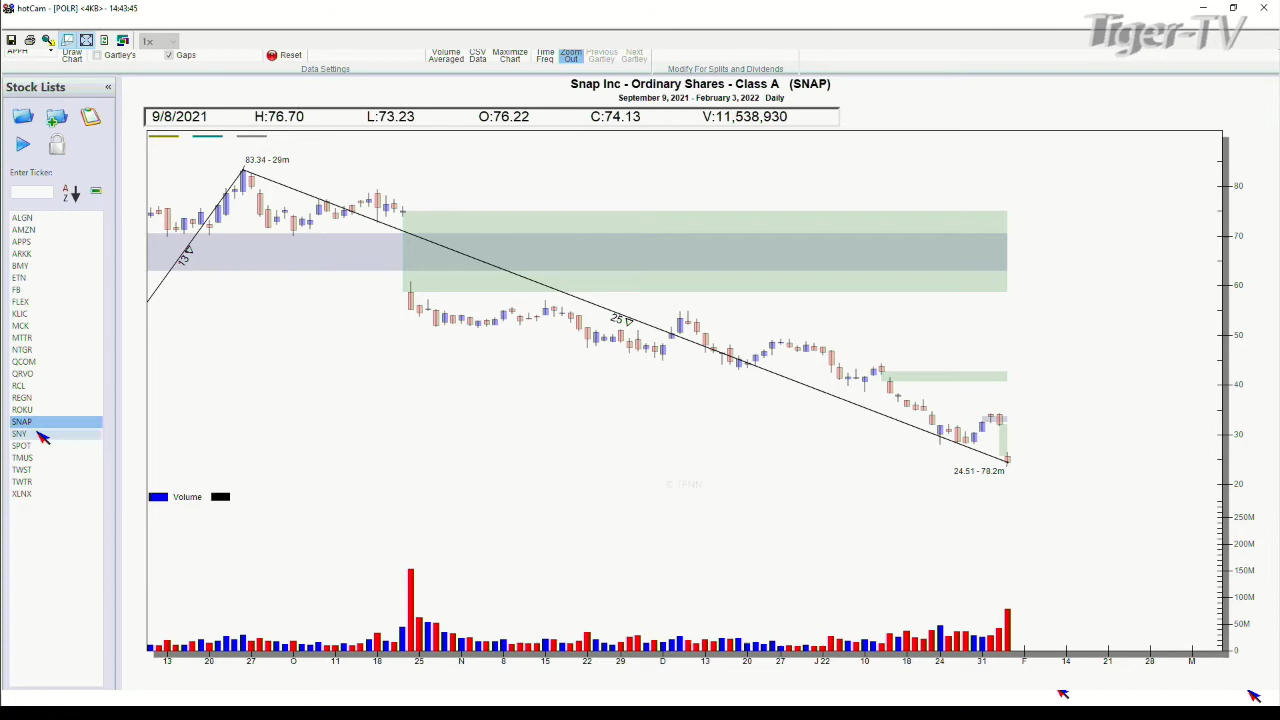 hotCam - [POLR] <4KB> - 14:43:45
Tiger-TV
1x
Draw Chart
Gartley's
Gaps
Reset
Volume Averaged
CSV Data
Maximize Chart
Time Freq
Zoom Out
Previous Gartley
Next Gartley
Data Settings
Modify For Splits and Dividends
Stock Lists
«
Enter Ticker:
A
Z
ALGN
AMZN
APPS
ARKK
BMY
ETN
FB
FLEX
KLIC
MCK
MTTR
NTGR
QCOM
QRVO
RCL
REGN
ROKU
SNAP
SNY
SPOT
TMUS
TWST
TWTR
XLNX
Snap Inc - Ordinary Shares - Class A (SNAP)
September 9, 2021 - February 3, 2022 Daily
9/8/2021 H:76.70 L:73.23 O:76.22 C:74.13 V:11,538,930
83.34 - 29m
13
25
24.51 - 78.2m
© TFNN
Volume
80
70
60
50
40
30
20
250M
200M
150M
100M
50M
0
13 20 27 O 11 18 25 N 8 15 22 29 D 13 20 27 J 22 10 18 24 31 F 14 21 28 M